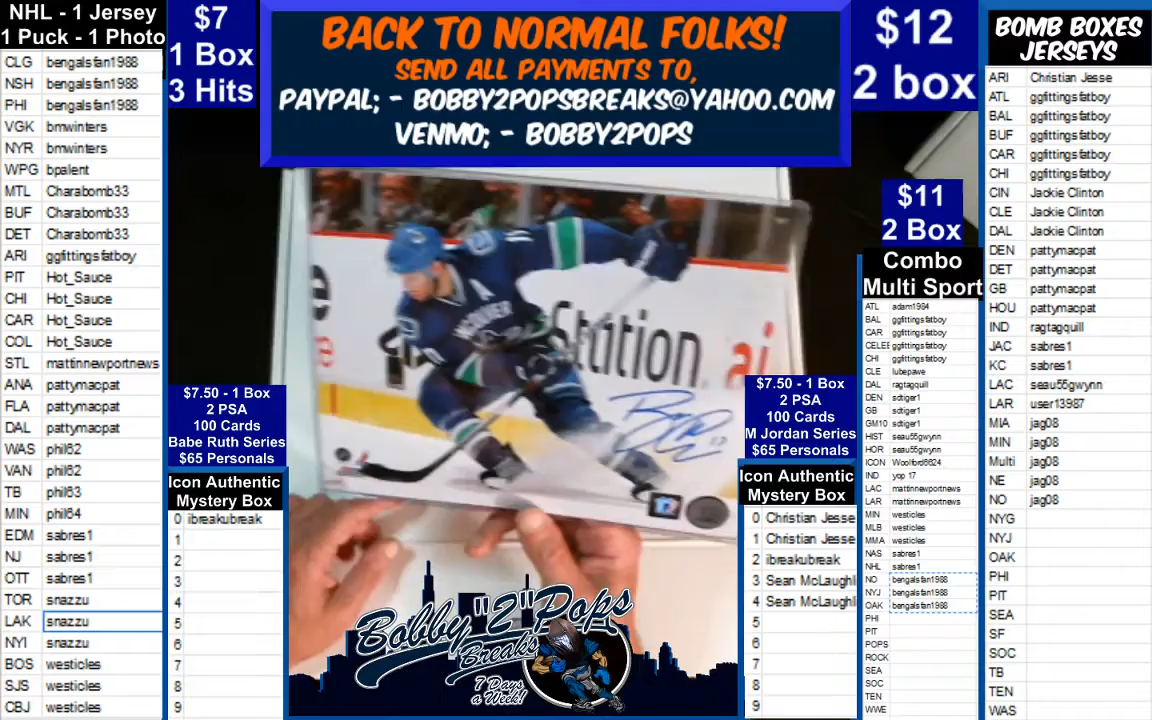 NHL - 1 Jersey
1 Puck - 1 Photo
CLG bengalsfan1988
NSH bengalsfan1988
PHI bengalsfan1988
VGK bmwinters
NYR bmwinters
WPG bpalent
MTL Charabomb33
BUF Charabomb33
DET Charabomb33
ARI ggfittingsfatboy
PIT Hot_Sauce
CHI Hot_Sauce
CAR Hot_Sauce
COL Hot_Sauce
STL mattinnewportnews
ANA pattymacpat
FLA pattymacpat
DAL pattymacpat
WAS phil62
VAN phil62
TB phil63
MIN phil64
EDM sabres1
NJ sabres1
OTT sabres1
TOR snazzu
LAK snazzu
NYI snazzu
BOS westicles
SJS westicles
CBJ westicles
$7
1 Box
3 Hits
BACK TO NORMAL FOLKS!
SEND ALL PAYMENTS TO,
PAYPAL; - BOBBY2POPSBREAKS@YAHOO.COM
VENMO; - BOBBY2POPS
$7.50 - 1 Box
2 PSA
100 Cards
Babe Ruth Series
$65 Personals
Icon Authentic
Mystery Box
0 ibreakubreak
1
2
3
4
5
6
7
8
9
VANCOUVER
Station.
ai
Bobby "2" Pops
Breaks
7 Days
a Week!
$7.50 - 1 Box
2 PSA
100 Cards
M Jordan Series
$65 Personals
Icon Authentic
Mystery Box
0 Christian Jesse
1 Christian Jesse
2 ibreakubreak
3 Sean McLaughli
4 Sean McLaughli
5
6
7
8
9
$12
2 box
$11
2 Box
Combo
Multi Sport
ATL adam1984
BAL ggfittingsfatboy
CAR ggfittingsfatboy
CELEE ggfittingsfatboy
CHI ggfittingsfatboy
CLE lubepawe
DAL ragtagquill
DEN sdtiger1
GB sdtiger1
GM10 sdtiger1
HIST seau55gwynn
HOR seau55gwynn
ICON Woolford6624
IND yop 17
LAC mattinnewportnews
LAR mattinnewportnews
MIN westicles
MLB westicles
MMA westicles
NAS sabres1
NHL sabres1
NO bengalsfan1988
NYJ bengalsfan1988
OAK bengalsfan1988
PHI
PIT
POPS
ROCK
SEA
SOC
TEN
WWE
BOMB BOXES
JERSEYS
ARI Christian Jesse
ATL ggfittingsfatboy
BAL ggfittingsfatboy
BUF ggfittingsfatboy
CAR ggfittingsfatboy
CHI ggfittingsfatboy
CIN Jackie Clinton
CLE Jackie Clinton
DAL Jackie Clinton
DEN pattymacpat
DET pattymacpat
GB pattymacpat
HOU pattymacpat
IND ragtagquill
JAC sabres1
KC sabres1
LAC seau55gwynn
LAR user13987
MIA jag08
MIN jag08
Multi jag08
NE jag08
NO jag08
NYG
NYJ
OAK
PHI
PIT
SEA
SF
SOC
TB
TEN
WAS